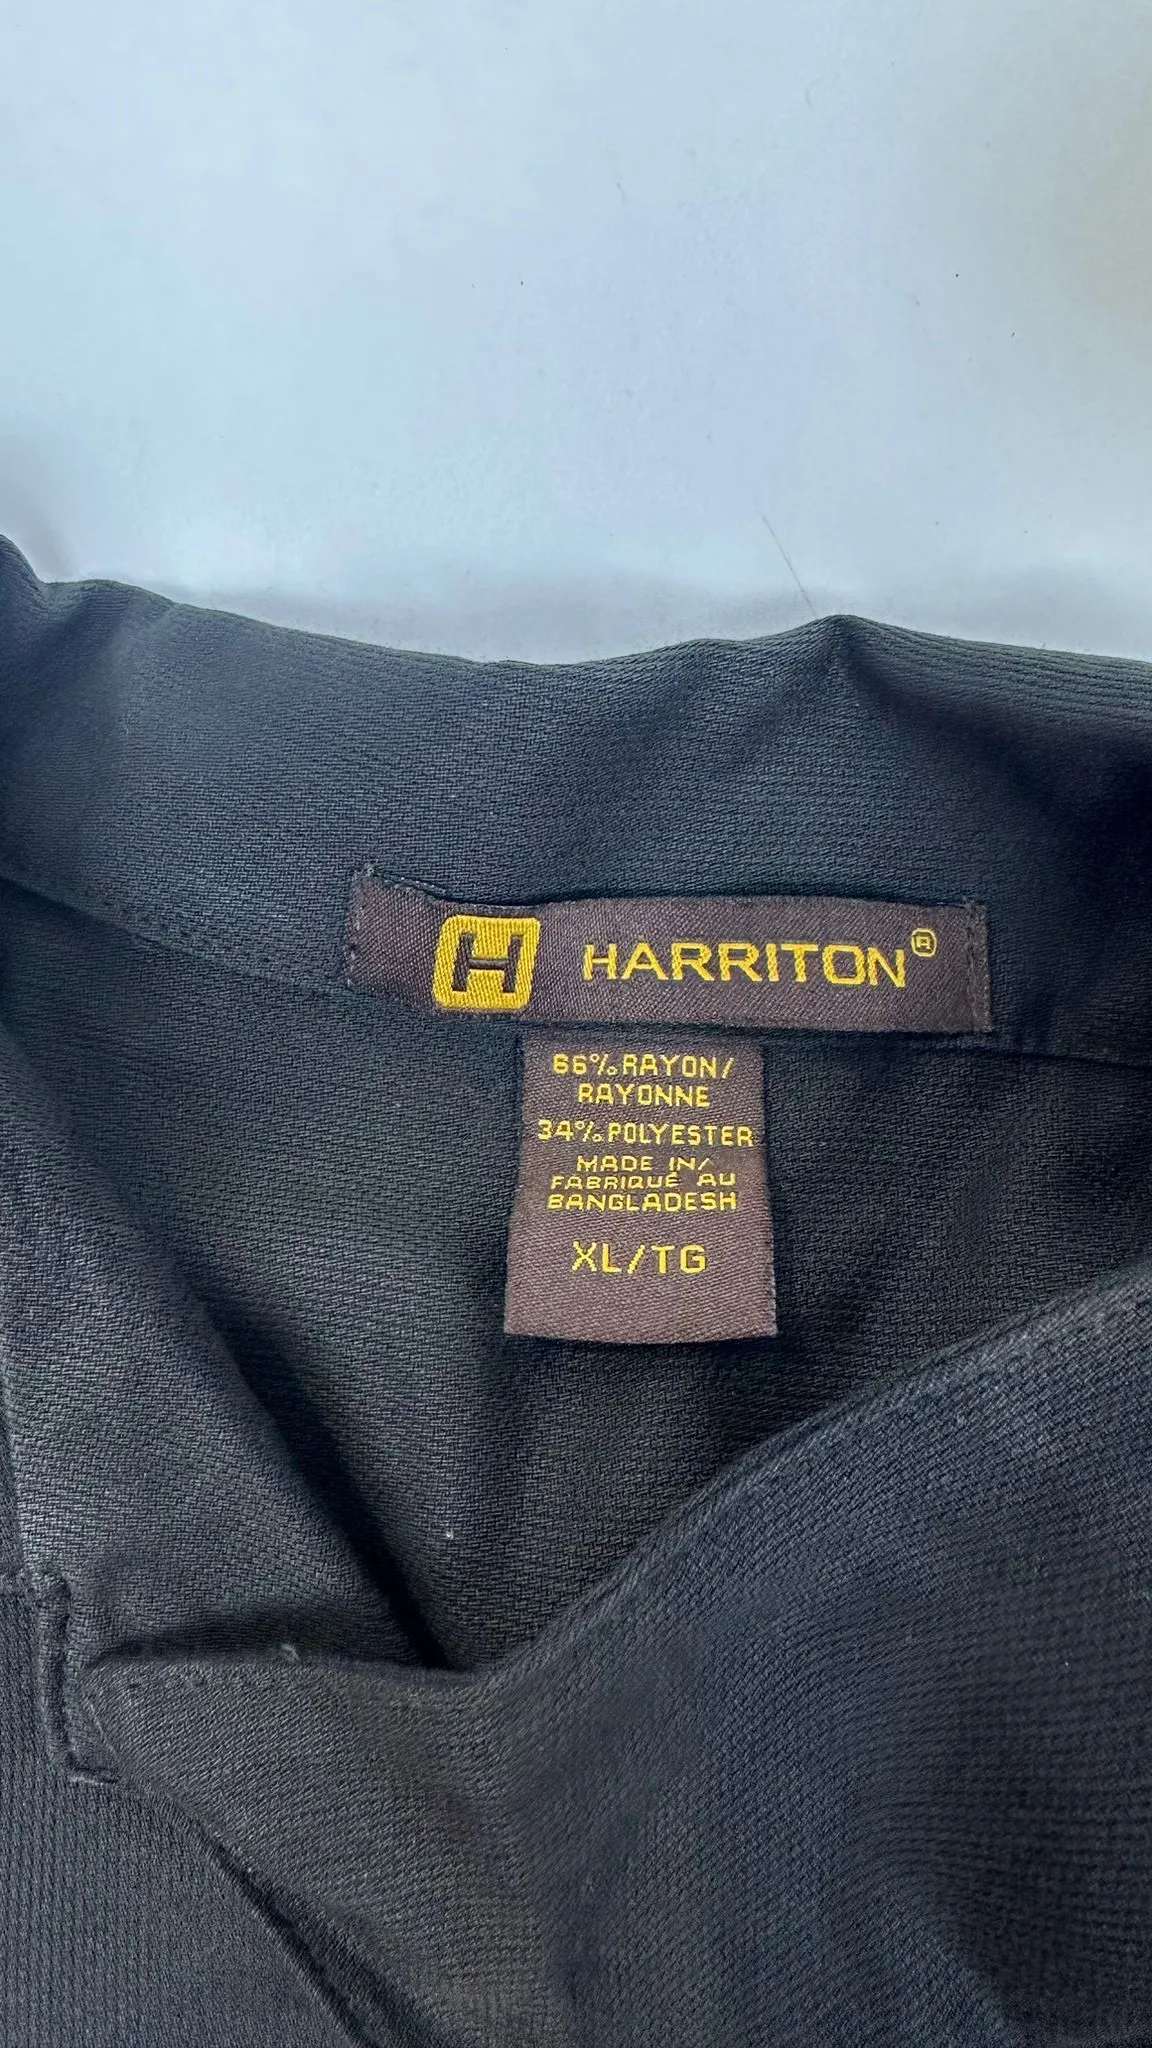 H HARRITON®
66% RAYON/
RAYONNE
34% POLYESTER
MADE IN/
FABRIQUÉ AU
BANGLADESH
XL/TG